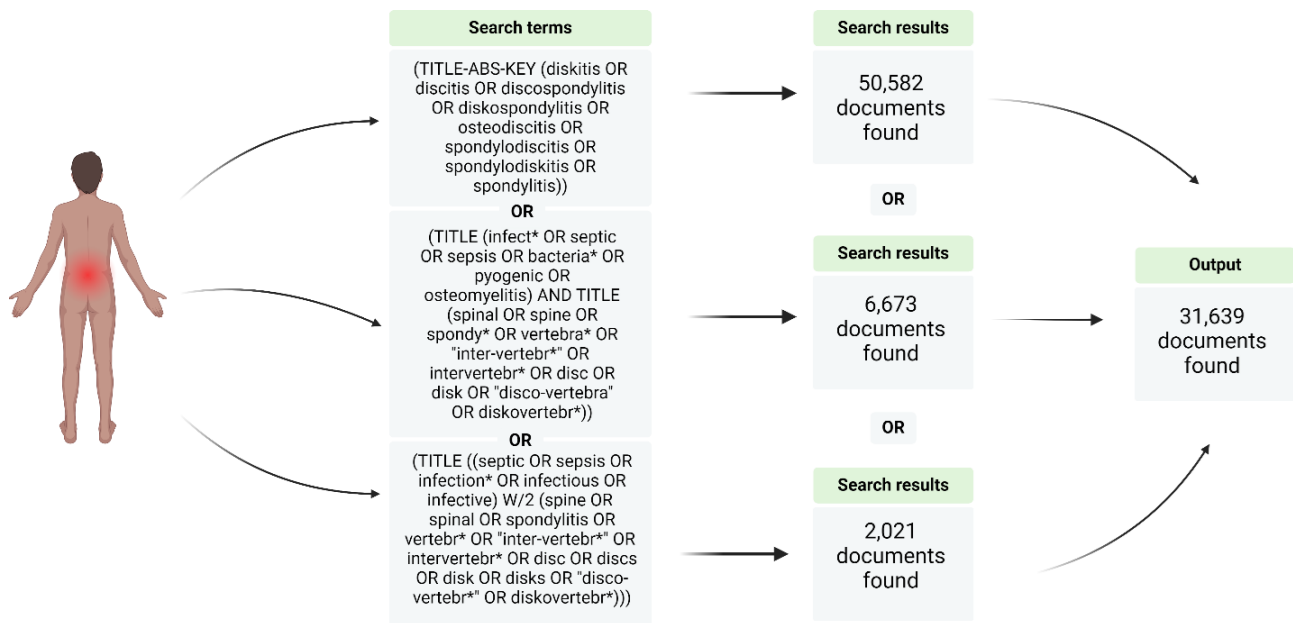 Search terms
(TITLE-ABS-KEY (diskitis OR
discitis OR discospondylitis
OR diskospondylitis OR
osteodiscitis OR
spondylodiscitis OR
spondylodiskitis OR
spondylitis))
OR
(TITLE (infect* OR septic
OR sepsis OR bacteria* OR
pyogenic OR
osteomyelitis) AND TITLE
(spinal OR spine OR
spondy* OR vertebra* OR
"inter-vertebr*" OR
intervertebr* OR disc OR
disk OR "disco-vertebra"
OR diskovertebr*))
OR
(TITLE ((septic OR sepsis OR
infection* OR infectious OR
infective) W/2 (spine OR
spinal OR spondylitis OR
vertebr* OR "inter-vertebr*" OR
intervertebr* OR disc OR discs
OR disk OR disks OR "disco-
vertebr*" OR diskovertebr*)))
Search results
50,582
documents
found
OR
Search results
6,673
documents
found
OR
Search results
2,021
documents
found
Output
31,639
documents
found